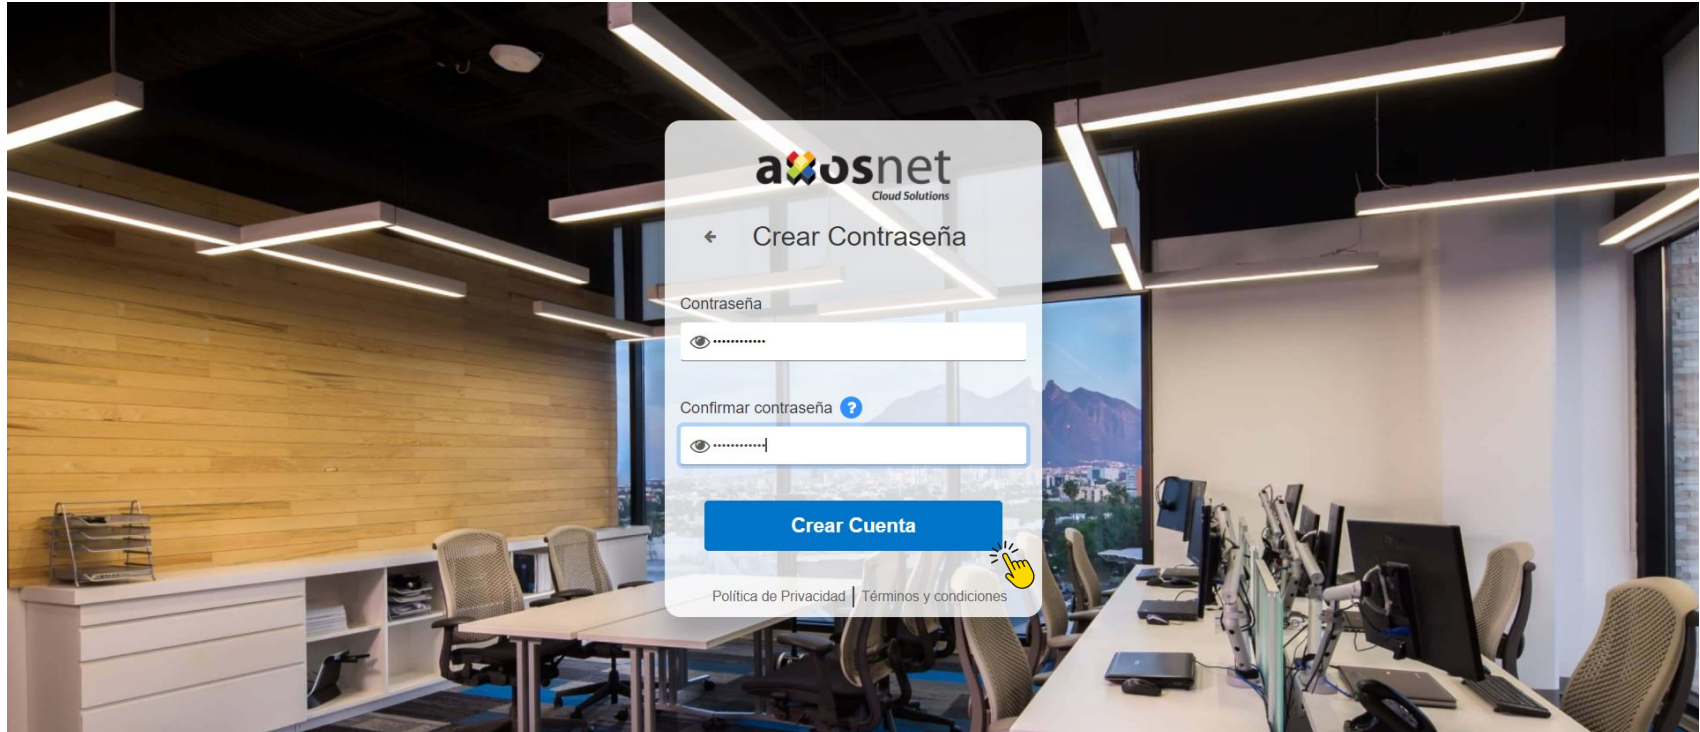 axosnet
Cloud Solutions
Crear Contraseña
Contraseña
············
Confirmar contraseña ?
············
Crear Cuenta
Política de Privacidad | Términos y condiciones